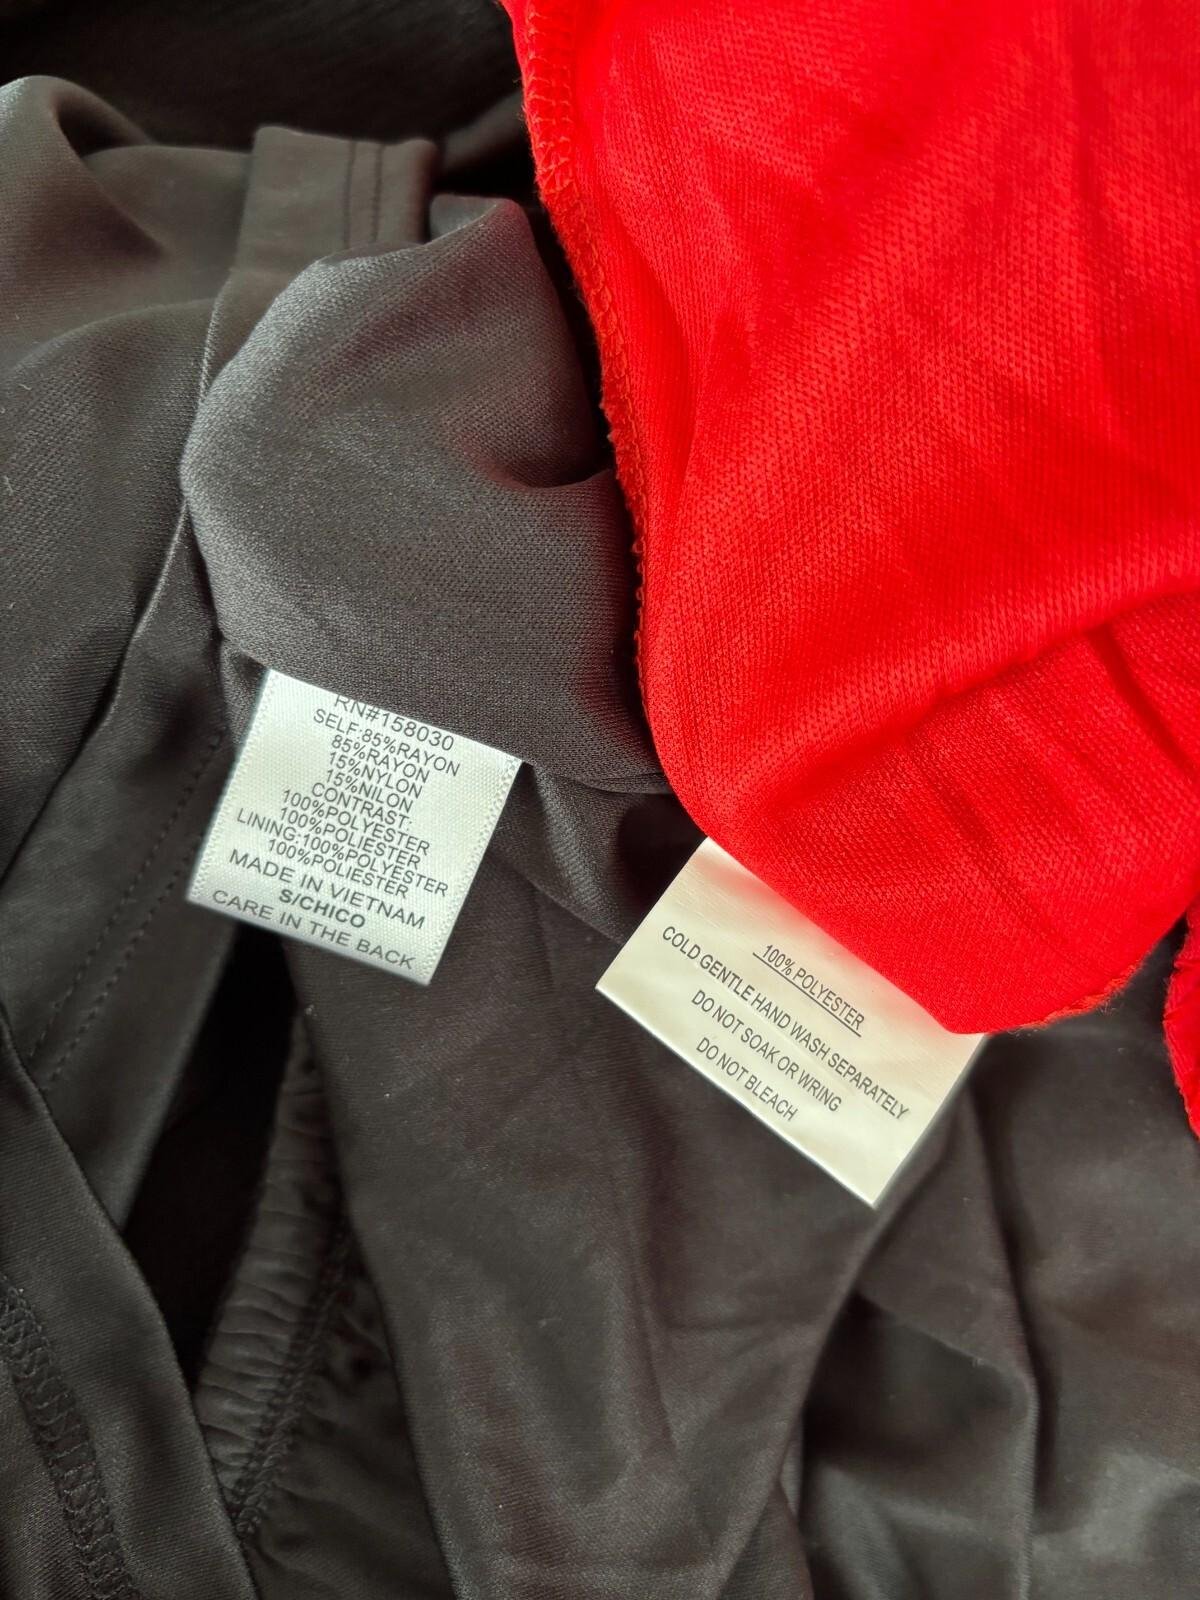 RN#158030
SELF:85%RAYON
85%RAYON
15%NYLON
15%NILON
CONTRAST.
100%POLYESTER
100%POLIESTER
LINING:100%POLYESTER
100%POLIESTER
MADE IN VIETNAM
S/CHICO
CARE IN THE BACK
100% POLYESTER
COLD GENTLE HAND WASH SEPARATELY
DO NOT SOAK OR WRING
DO NOT BLEACH